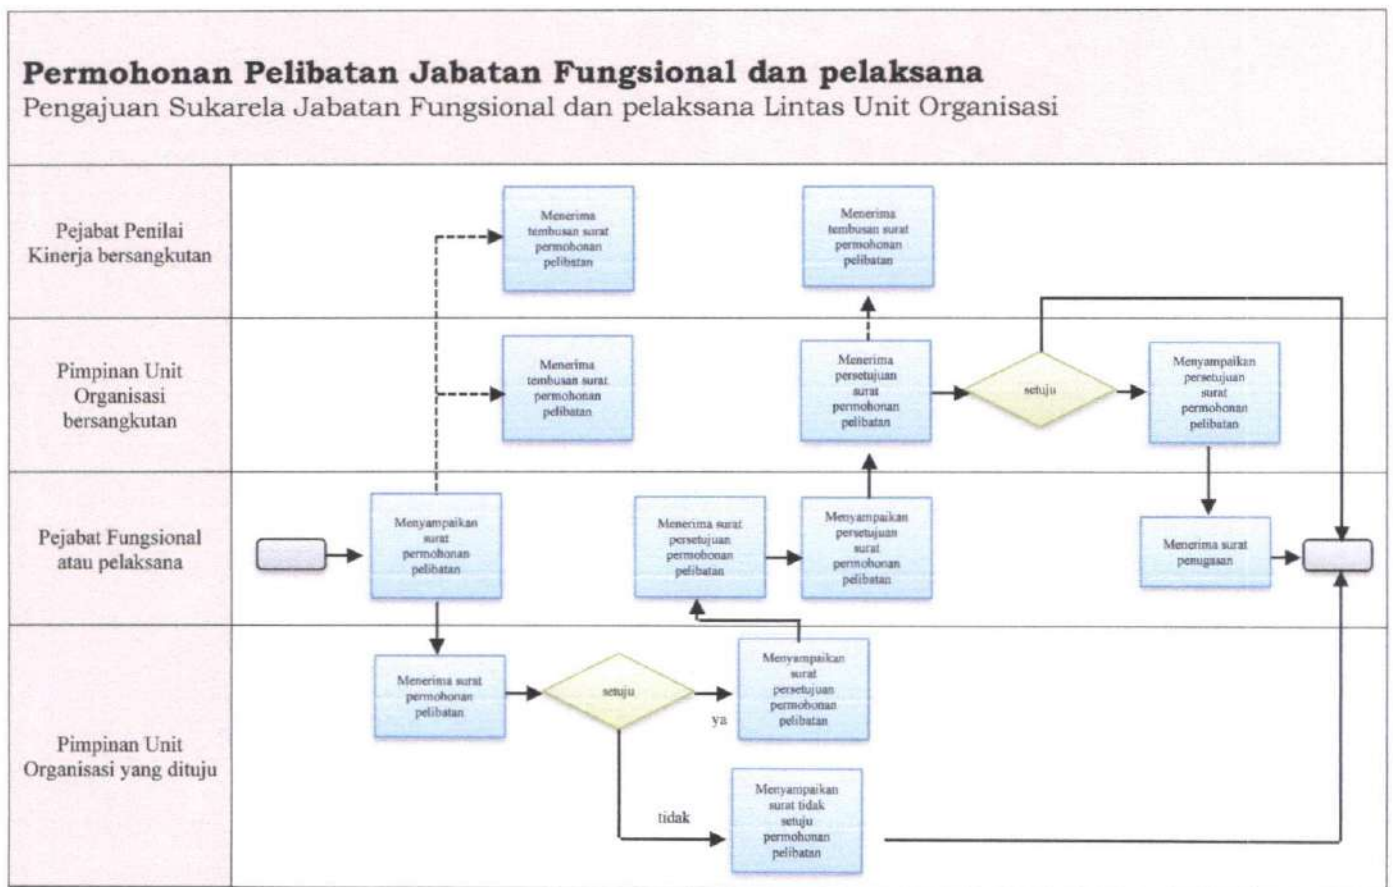 Permohonan Pelibatan Jabatan Fungsional dan pelaksana
Pengajuan Sukarela Jabatan Fungsional dan pelaksana Lintas Unit Organisasi
Pejabat Penilai
Kinerja bersangkutan
Menerima
tembusan surat
permohonan
pelibatan
Menerima
tembusan surat
permohonan
pelibatan
Pimpinan Unit
Organisasi
bersangkutan
Menerima
tembusan surat
permohonan
pelibatan
Menerima
persetujuan
surat
permohonan
pelibatan
setuju
Menyampaikan
persetujuan
surat
permohonan
pelibatan
Pejabat Fungsional
atau pelaksana
Menyampaikan
surat
permohonan
pelibatan
Menerima surat
persetujuan
permohonan
pelibatan
Menyampaikan
persetujuan
surat
permohonan
pelibatan
Menerima surat
penugasan
Pimpinan Unit
Organisasi yang dituju
Menerima surat
permohonan
pelibatan
setuju
ya
Menyampaikan
surat
persetujuan
permohonan
pelibatan
tidak
Menyampaikan
surat tidak
setuju
permohonan
pelibatan